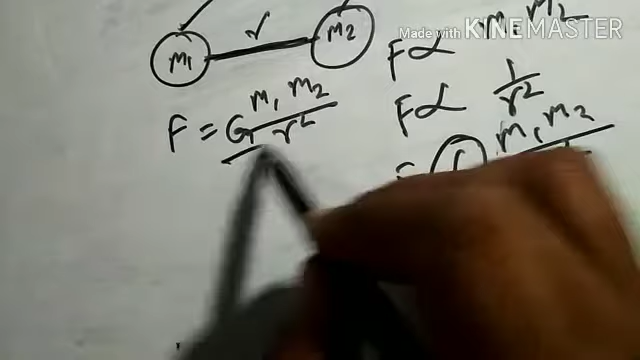 Made with KINEMASTER
m₁ r m₂
F ∝ m₁ m₂
F ∝ 1/r²
F = G m₁ m₂ / r²
= G m₁ m₂